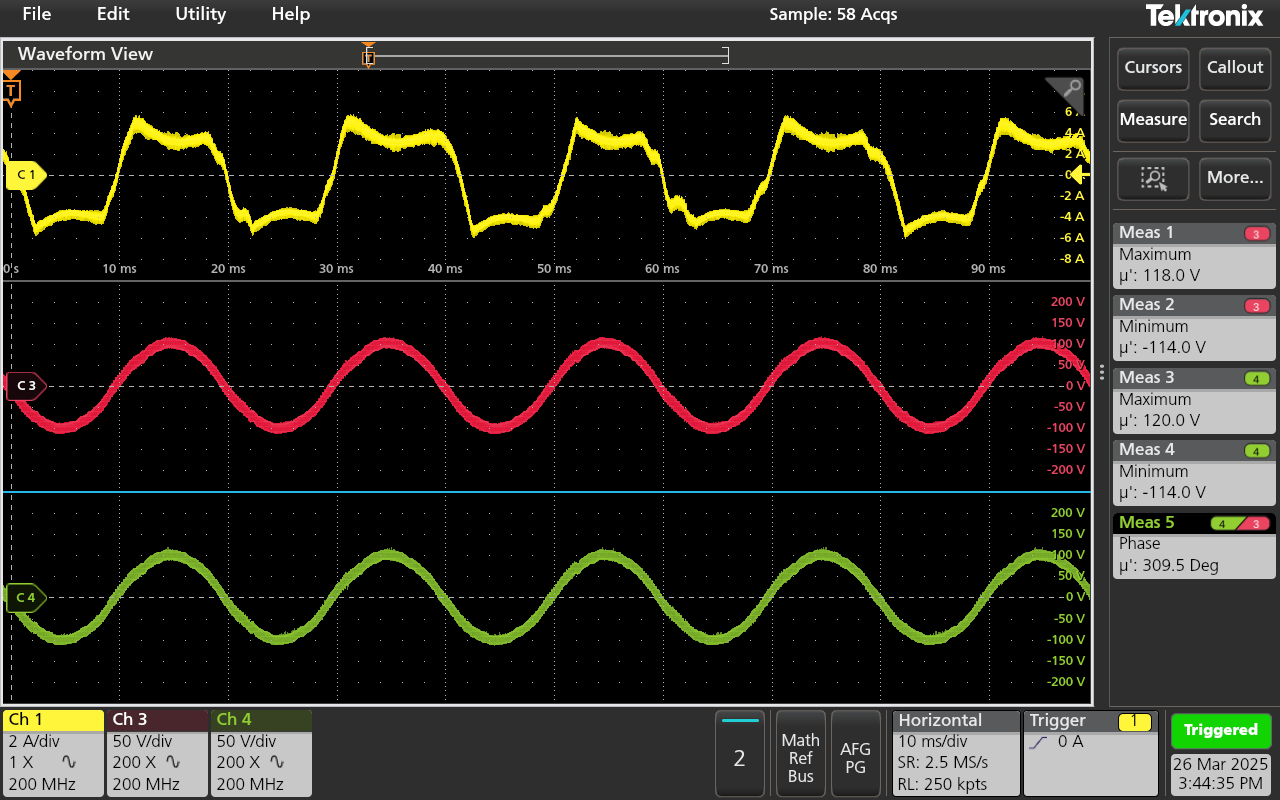 File Edit Utility Help Sample: 58 Acqs Tektronix
Waveform View
Cursors Callout
Measure Search
More...
T
T
C 1
4 A
2 A
-2 A
-4 A
-6 A
-8 A
0's 10 ms 20 ms 30 ms 40 ms 50 ms 60 ms 70 ms 80 ms 90 ms
200 V
150 V
100 V
50 V
C 3
0 V
-50 V
-100 V
-150 V
-200 V
200 V
150 V
100 V
50 V
C 4
0 V
-50 V
-100 V
-150 V
-200 V
Meas 1 3
Maximum
µ': 118.0 V
Meas 2 3
Minimum
µ': -114.0 V
Meas 3 4
Maximum
µ': 120.0 V
Meas 4 4
Minimum
µ': -114.0 V
Meas 5 4 3
Phase
µ': 309.5 Deg
Ch 1
2 A/div
1 X
200 MHz
Ch 3
50 V/div
200 X
200 MHz
Ch 4
50 V/div
200 X
200 MHz
2
Math
Ref
Bus
AFG
PG
Horizontal
10 ms/div
SR: 2.5 MS/s
RL: 250 kpts
Trigger 1
0 A
Triggered
26 Mar 2025
3:44:35 PM